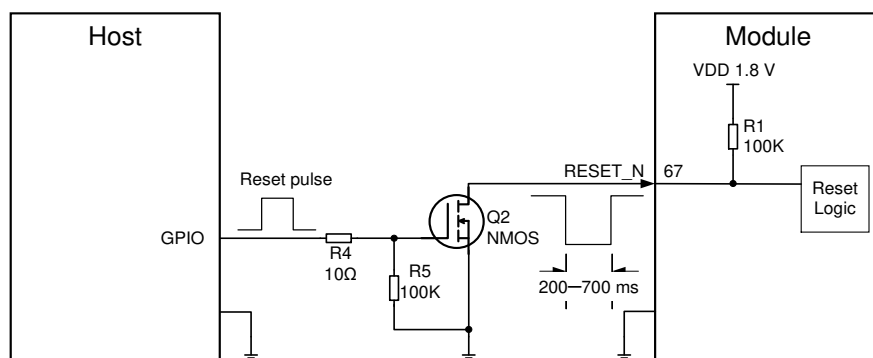 Host
Module
VDD 1.8 V
R1
100K
Reset pulse
RESET_N
67
Reset
Logic
GPIO
Q2
NMOS
R4
10Ω
R5
100K
200—700 ms